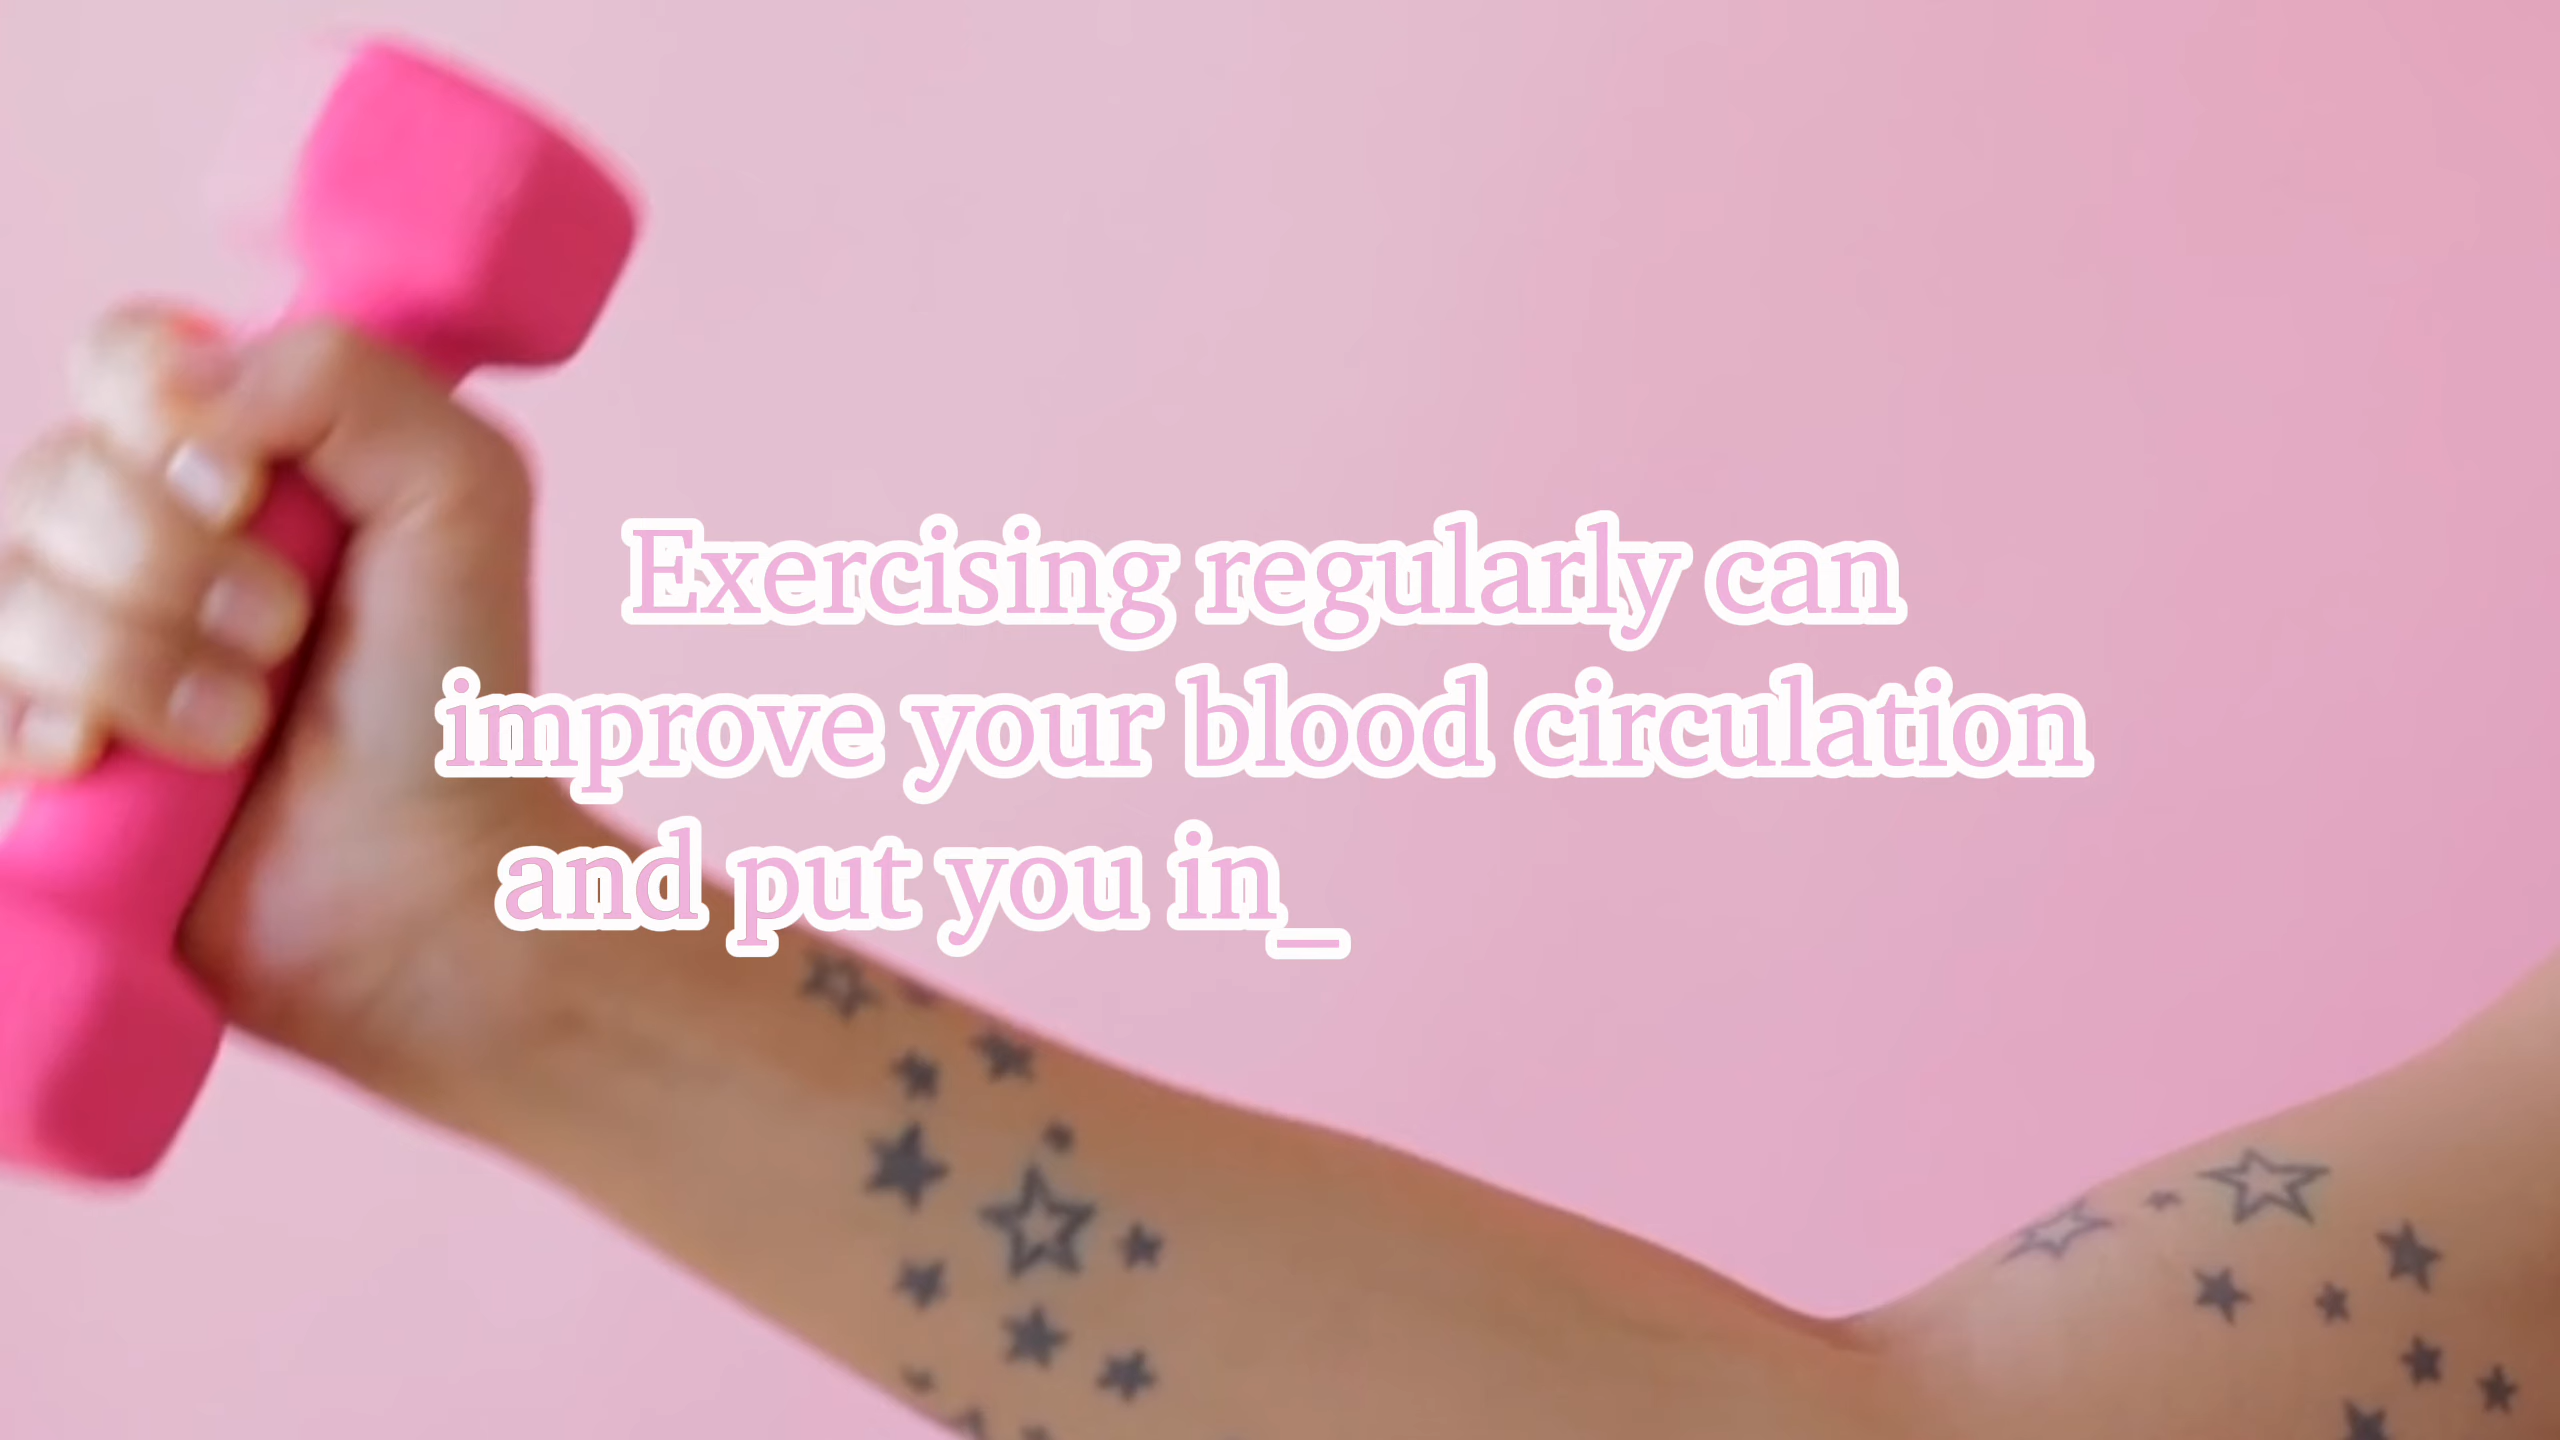 Exercising regularly can
improve your blood circulation
and put you in_